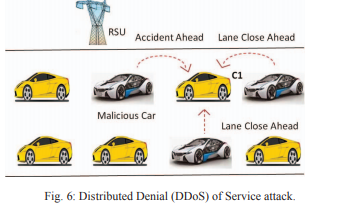 RSU
Accident Ahead
Lane Close Ahead
C1
Malicious Car
Lane Close Ahead
Fig. 6: Distributed Denial (DDoS) of Service attack.